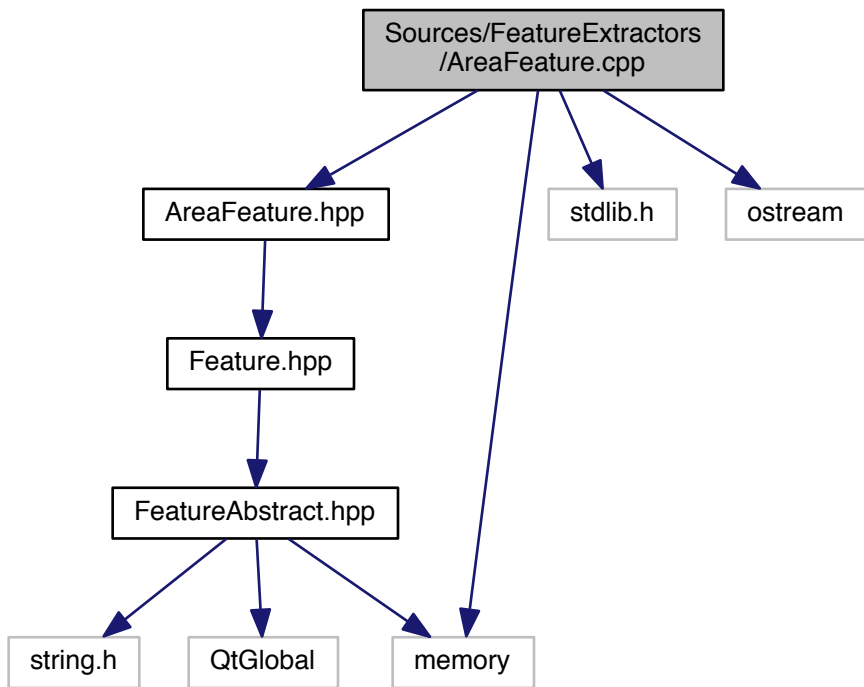 Sources/FeatureExtractors
/AreaFeature.cpp
AreaFeature.hpp
stdlib.h
ostream
Feature.hpp
FeatureAbstract.hpp
string.h
QtGlobal
memory